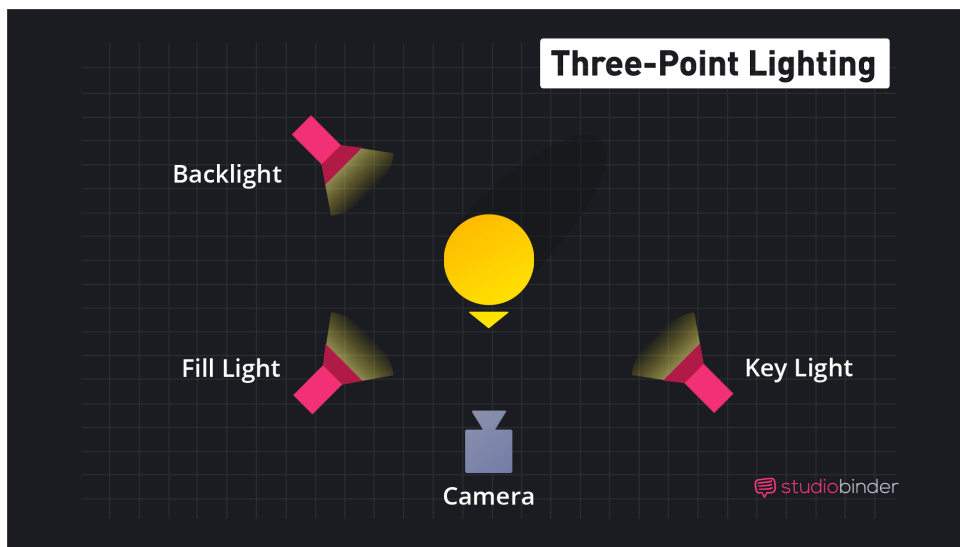 Three-Point Lighting
Backlight
Fill Light
Key Light
Camera
studiobinder